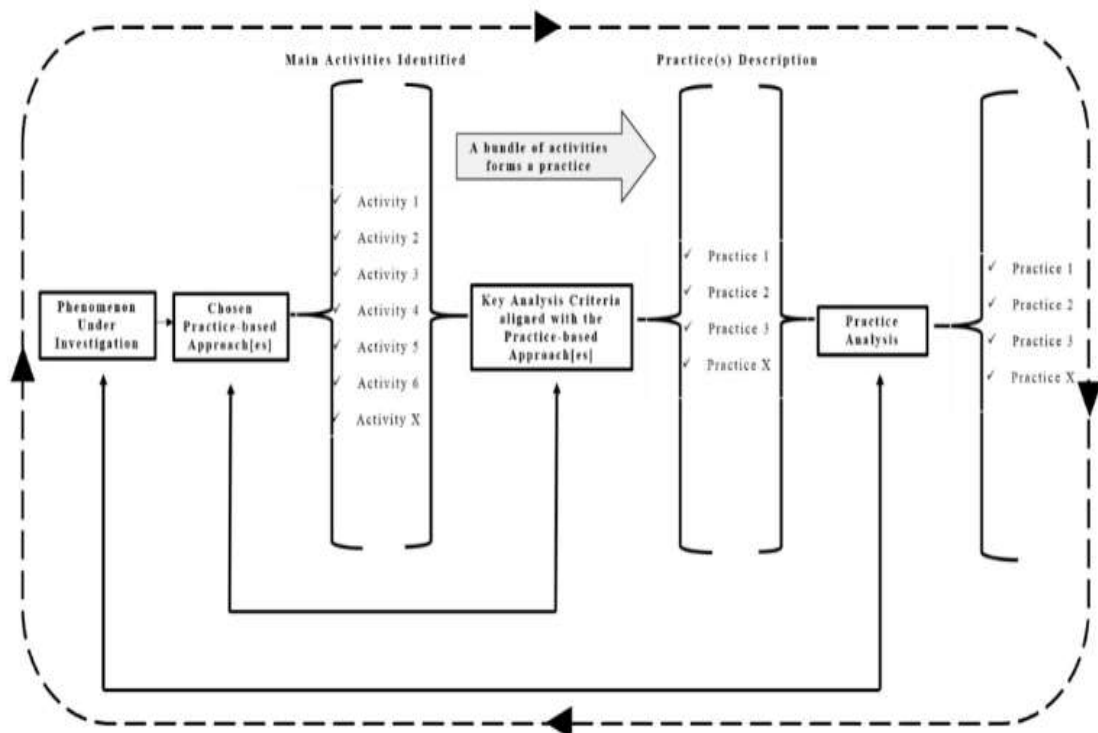 Main Activities Identified
Practice(s) Description
A bundle of activities
forms a practice
Phenomenon
Under
Investigation
Chosen
Practice-based
Approach[es]
✓ Activity 1
✓ Activity 2
✓ Activity 3
✓ Activity 4
✓ Activity 5
✓ Activity 6
✓ Activity X
Key Analysis Criteria
aligned with the
Practice-based
Approach[es]
✓ Practice 1
✓ Practice 2
✓ Practice 3
✓ Practice X
Practice
Analysis
✓ Practice 1
✓ Practice 2
✓ Practice 3
✓ Practice X